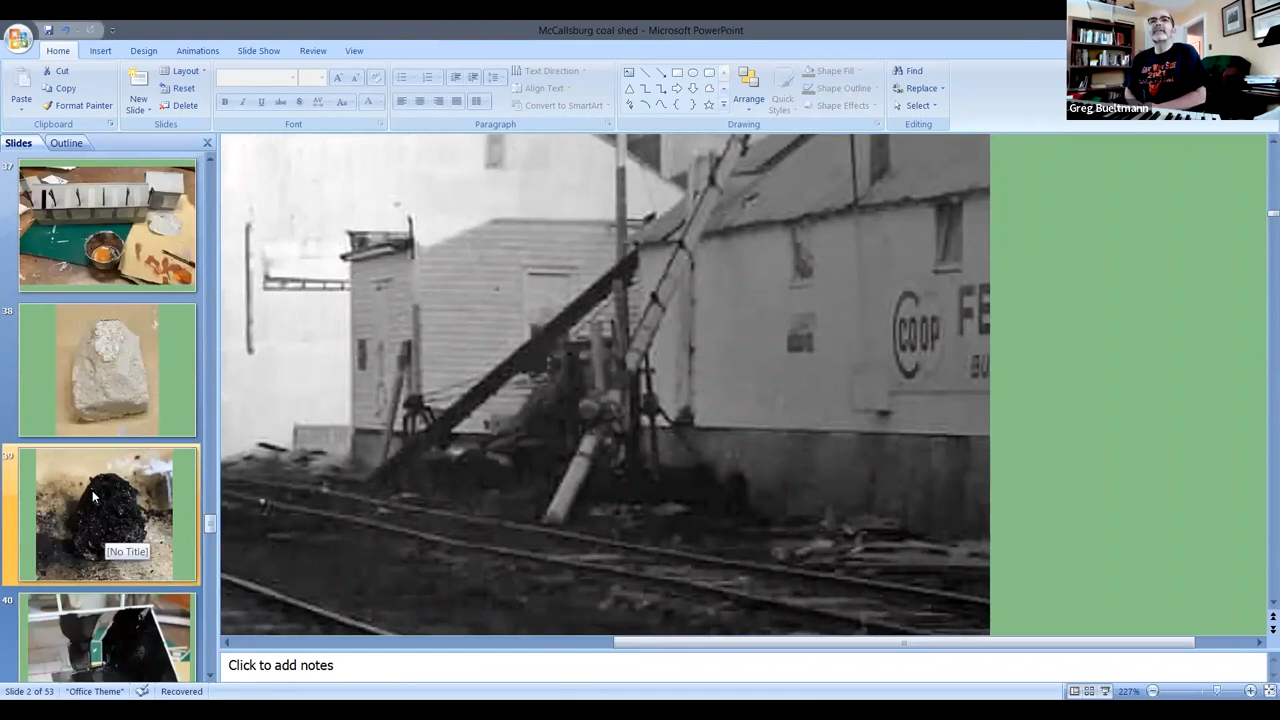 McCallsburg coal shed - Microsoft PowerPoint
Home Insert Design Animations Slide Show Review View
Paste
Cut
Copy
Format Painter
Clipboard
New Slide
Layout
Reset
Delete
Slides
Font
Text Direction
Align Text
Convert to SmartArt
Paragraph
Arrange
Quick Styles
Shape Fill
Shape Outline
Shape Effects
Drawing
Find
Replace
Select
Editing
Greg Bueltmann
Slides Outline
37
38
39
[No Title]
40
COOP
FE
BU
Click to add notes
Slide 2 of 53 "Office Theme" Recovered 227%